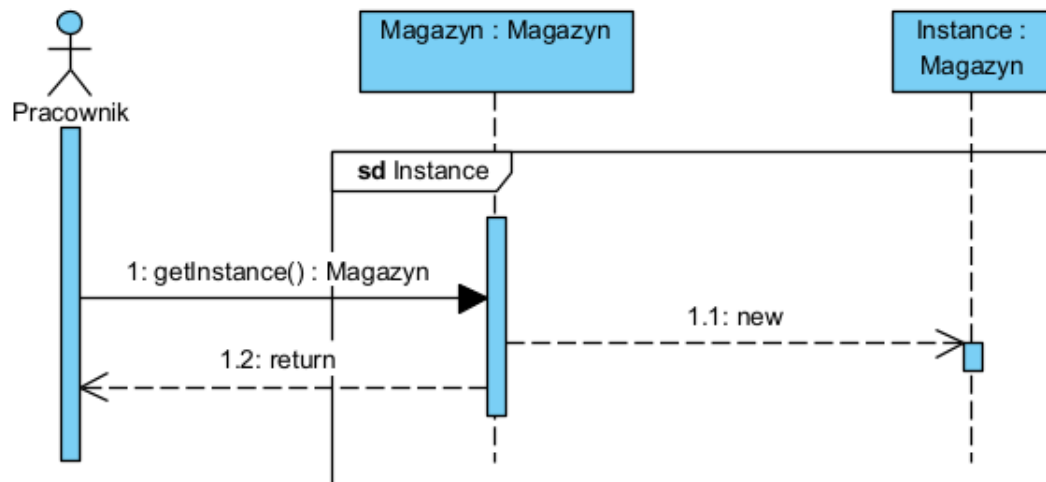 Magazyn : Magazyn
Instance :
Magazyn
Pracownik
sd Instance
1: getInstance() : Magazyn
1.1: new
1.2: return